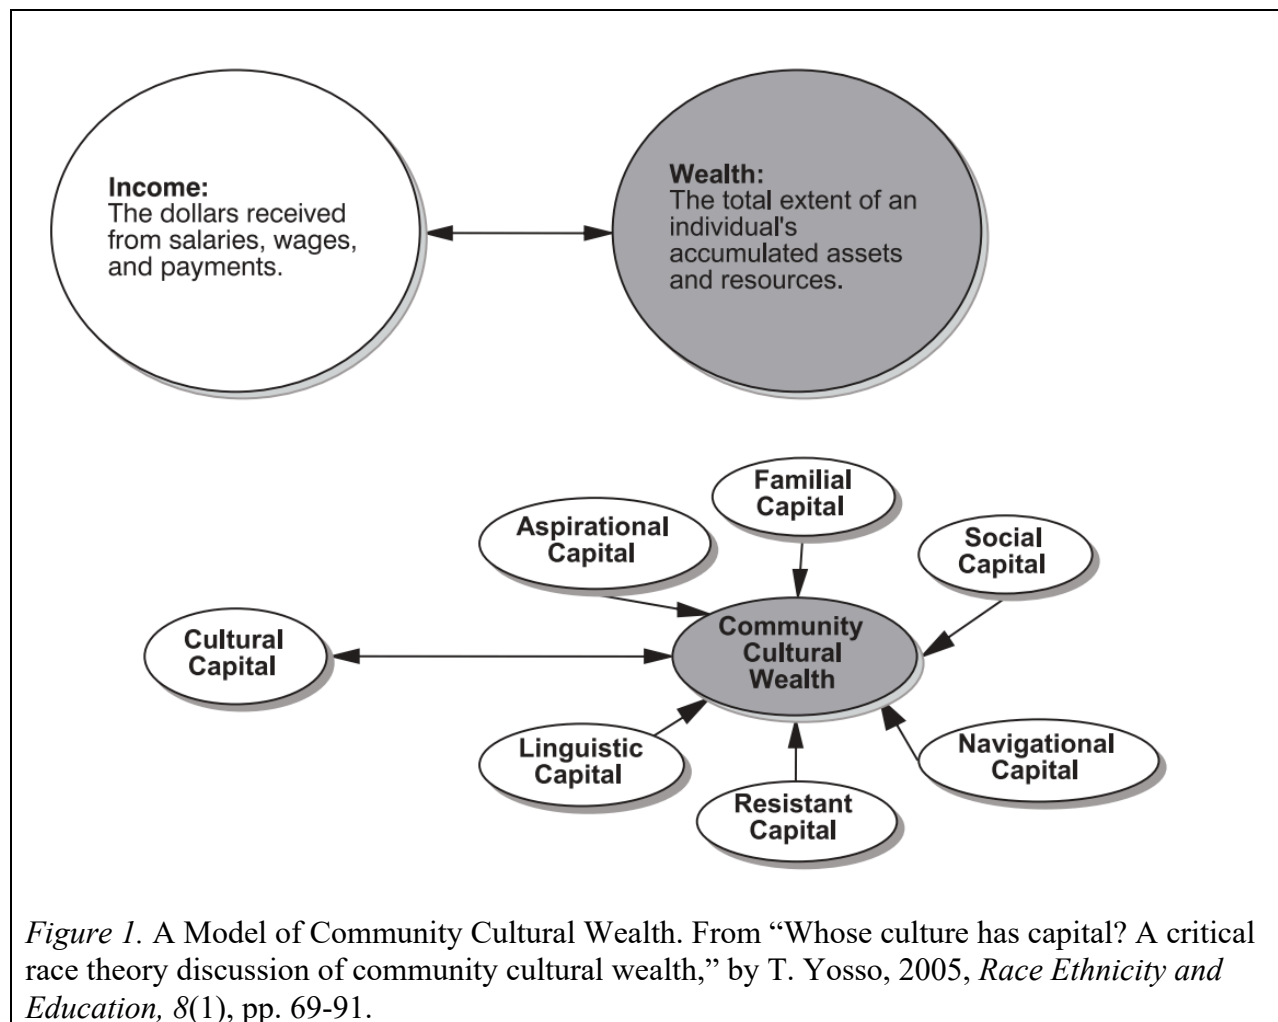 Income:
The dollars received
from salaries, wages,
and payments.
Wealth:
The total extent of an
individual's
accumulated assets
and resources.
Familial
Capital
Aspirational
Capital
Social
Capital
Cultural
Capital
Community
Cultural
Wealth
Linguistic
Capital
Navigational
Capital
Resistant
Capital
Figure 1. A Model of Community Cultural Wealth. From “Whose culture has capital? A critical
race theory discussion of community cultural wealth,” by T. Yosso, 2005, Race Ethnicity and
Education, 8(1), pp. 69-91.